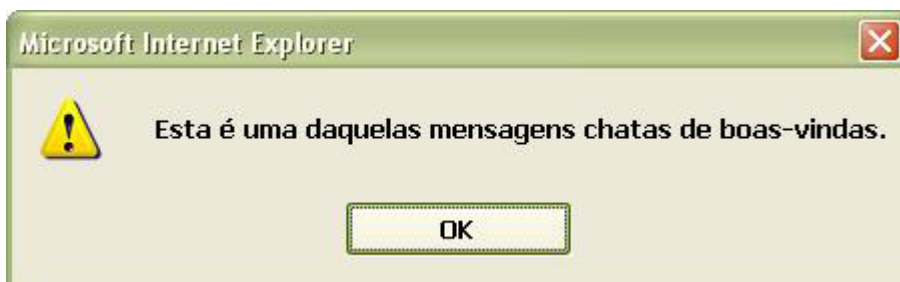 Microsoft Internet Explorer
Esta é uma daquelas mensagens chatas de boas-vindas.
OK